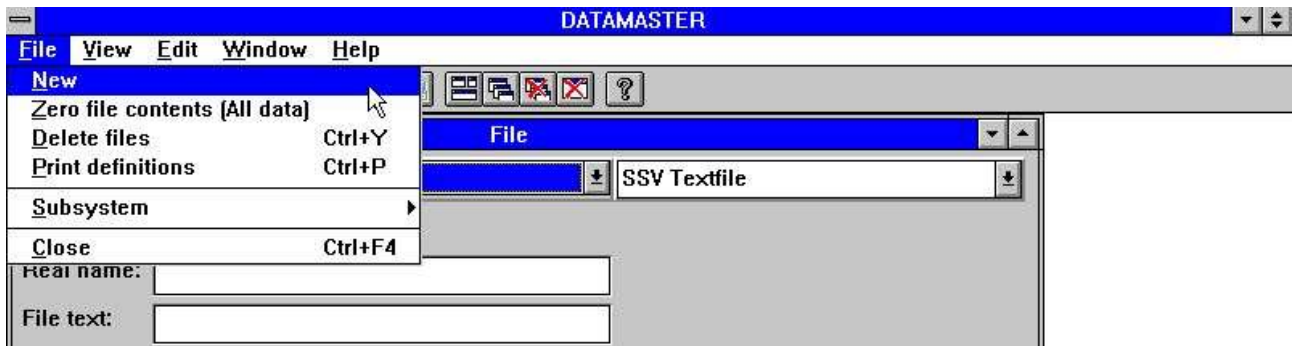 DATAMASTER
File View Edit Window Help
New
Zero file contents (All data)
Delete files Ctrl+Y
Print definitions Ctrl+P
Subsystem
Close Ctrl+F4
?
File
SSV Textfile
Real name:
File text: